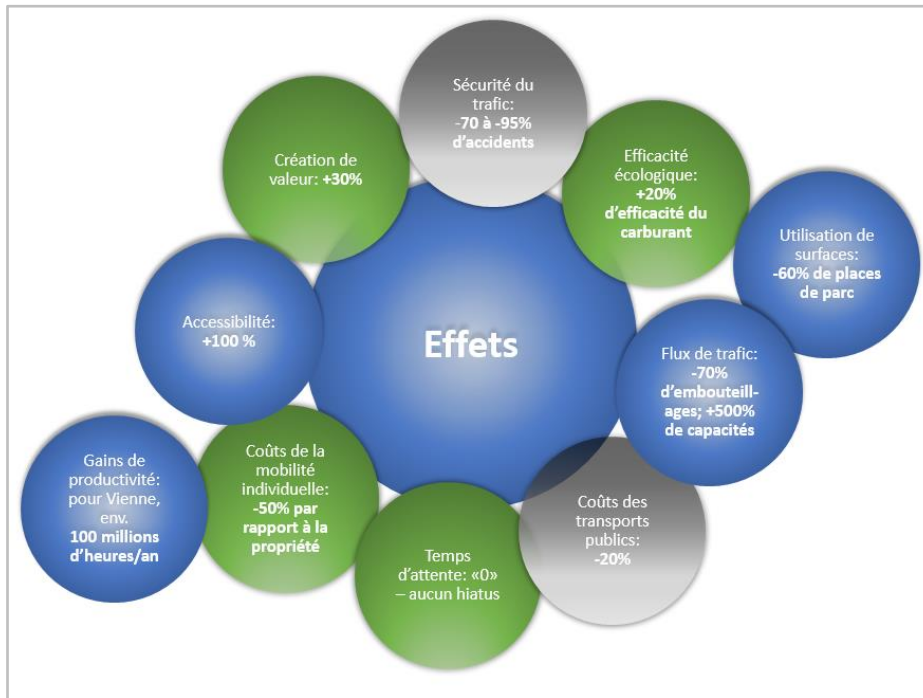 Sécurité du
trafic:
-70 à -95%
d’accidents
Création de
valeur: +30%
Efficacité
écologique:
+20%
d’efficacité du
carburant
Utilisation de
surfaces:
-60% de places
de parc
Accessibilité:
+100 %
Effets
Flux de trafic:
-70%
d’embouteill-
ages; +500%
de capacités
Gains de
productivité:
pour Vienne,
env.
100 millions
d’heures/an
Coûts de la
mobilité
individuelle:
-50% par
rapport à la
propriété
Temps
d’attente: «0»
– aucun hiatus
Coûts des
transports
publics:
-20%